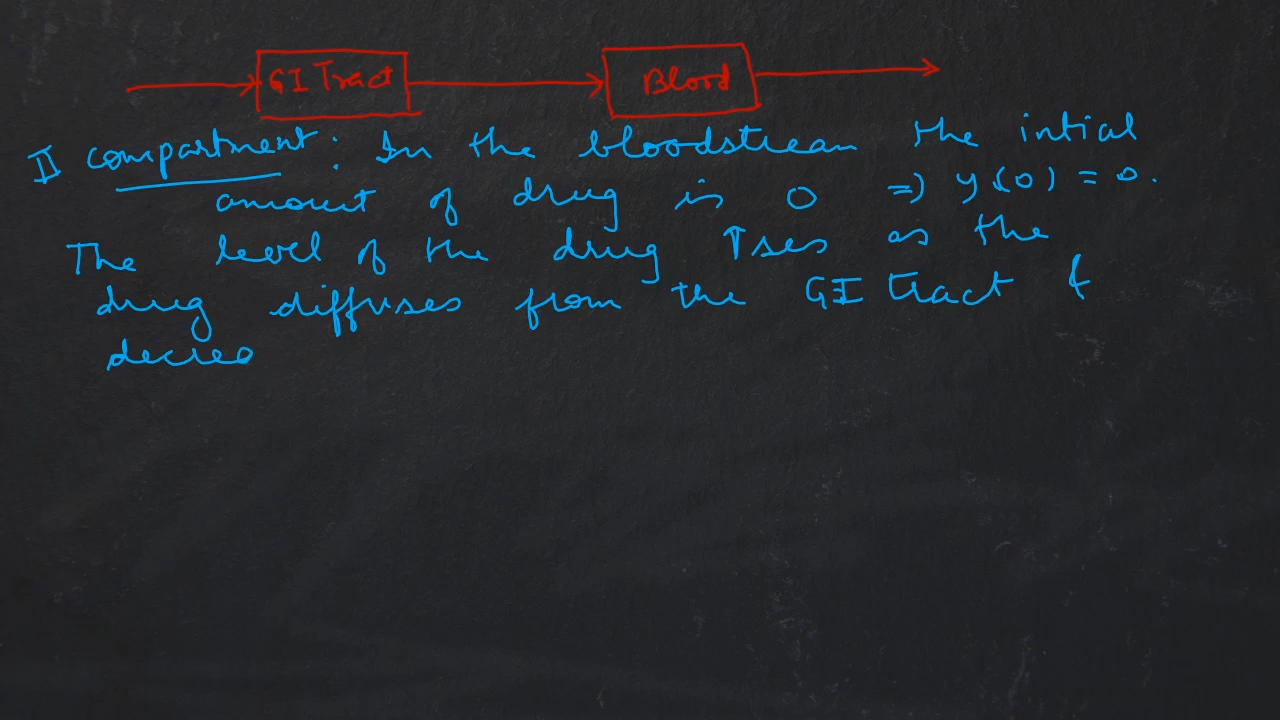 GI Tract Blood
II compartment : In the bloodstream the intial
amount of drug is 0 => y(0) = 0.
The level of the drug ↑ses as the
drug diffuses from the GI tract &
decrea